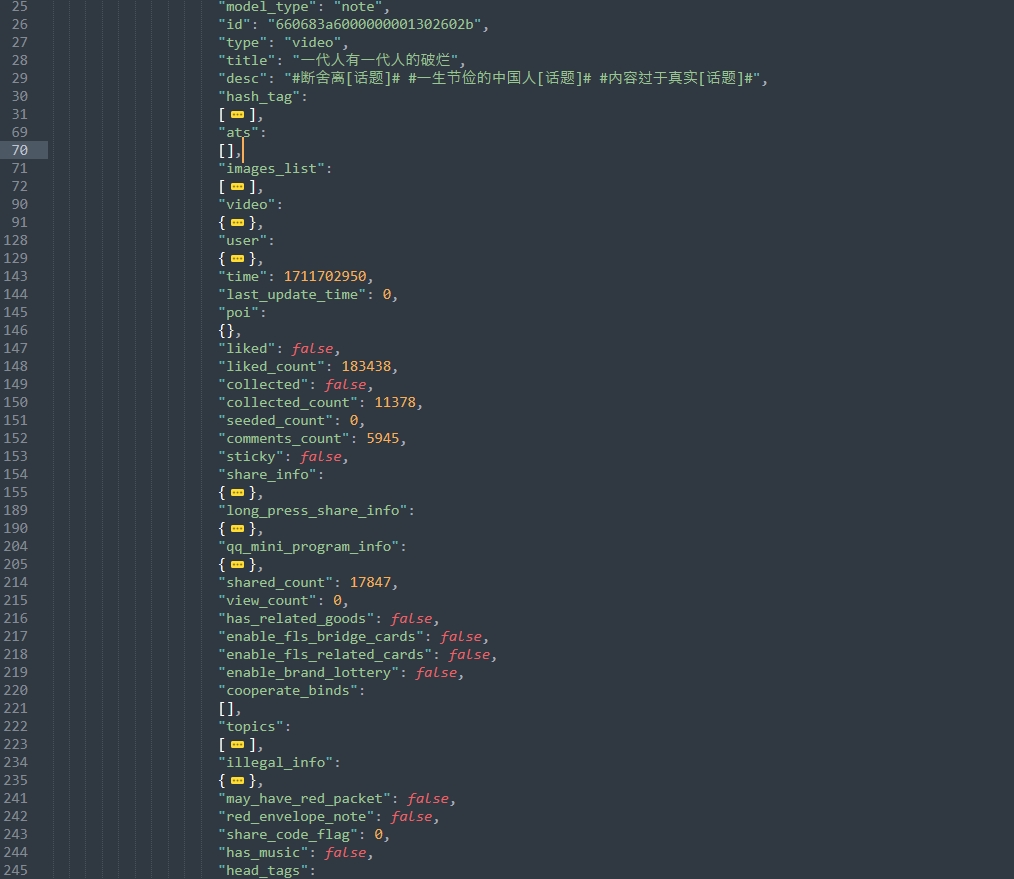 25 "model_type": "note",
26 "id": "660683a6000000001302602b",
27 "type": "video",
28 "title": "一代人有一代人的破烂",
29 "desc": "#断舍离[话题]# #一生节俭的中国人[话题]# #内容过于真实[话题]#",
30 "hash_tag":
31 [ ... ],
69 "ats":
70 [],
71 "images_list":
72 [ ... ],
90 "video":
91 { ... },
128 "user":
129 { ... },
143 "time": 1711702950,
144 "last_update_time": 0,
145 "poi":
146 {},
147 "liked": false,
148 "liked_count": 183438,
149 "collected": false,
150 "collected_count": 11378,
151 "seeded_count": 0,
152 "comments_count": 5945,
153 "sticky": false,
154 "share_info":
155 { ... },
189 "long_press_share_info":
190 { ... },
204 "qq_mini_program_info":
205 { ... },
214 "shared_count": 17847,
215 "view_count": 0,
216 "has_related_goods": false,
217 "enable_fls_bridge_cards": false,
218 "enable_fls_related_cards": false,
219 "enable_brand_lottery": false,
220 "cooperate_binds":
221 [],
222 "topics":
223 [ ... ],
234 "illegal_info":
235 { ... },
241 "may_have_red_packet": false,
242 "red_envelope_note": false,
243 "share_code_flag": 0,
244 "has_music": false,
245 "head_tags":